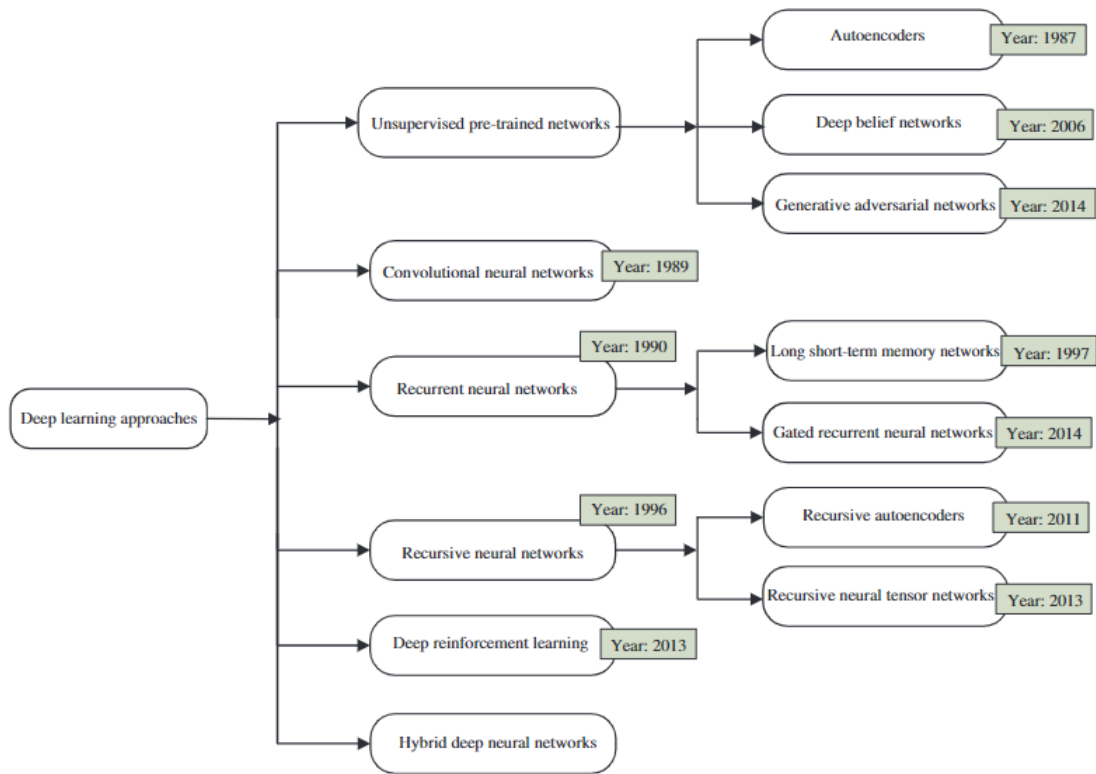 Deep learning approaches
Unsupervised pre-trained networks
Autoencoders
Year: 1987
Deep belief networks
Year: 2006
Generative adversarial networks
Year: 2014
Convolutional neural networks
Year: 1989
Recurrent neural networks
Year: 1990
Long short-term memory networks
Year: 1997
Gated recurrent neural networks
Year: 2014
Recursive neural networks
Year: 1996
Recursive autoencoders
Year: 2011
Recursive neural tensor networks
Year: 2013
Deep reinforcement learning
Year: 2013
Hybrid deep neural networks